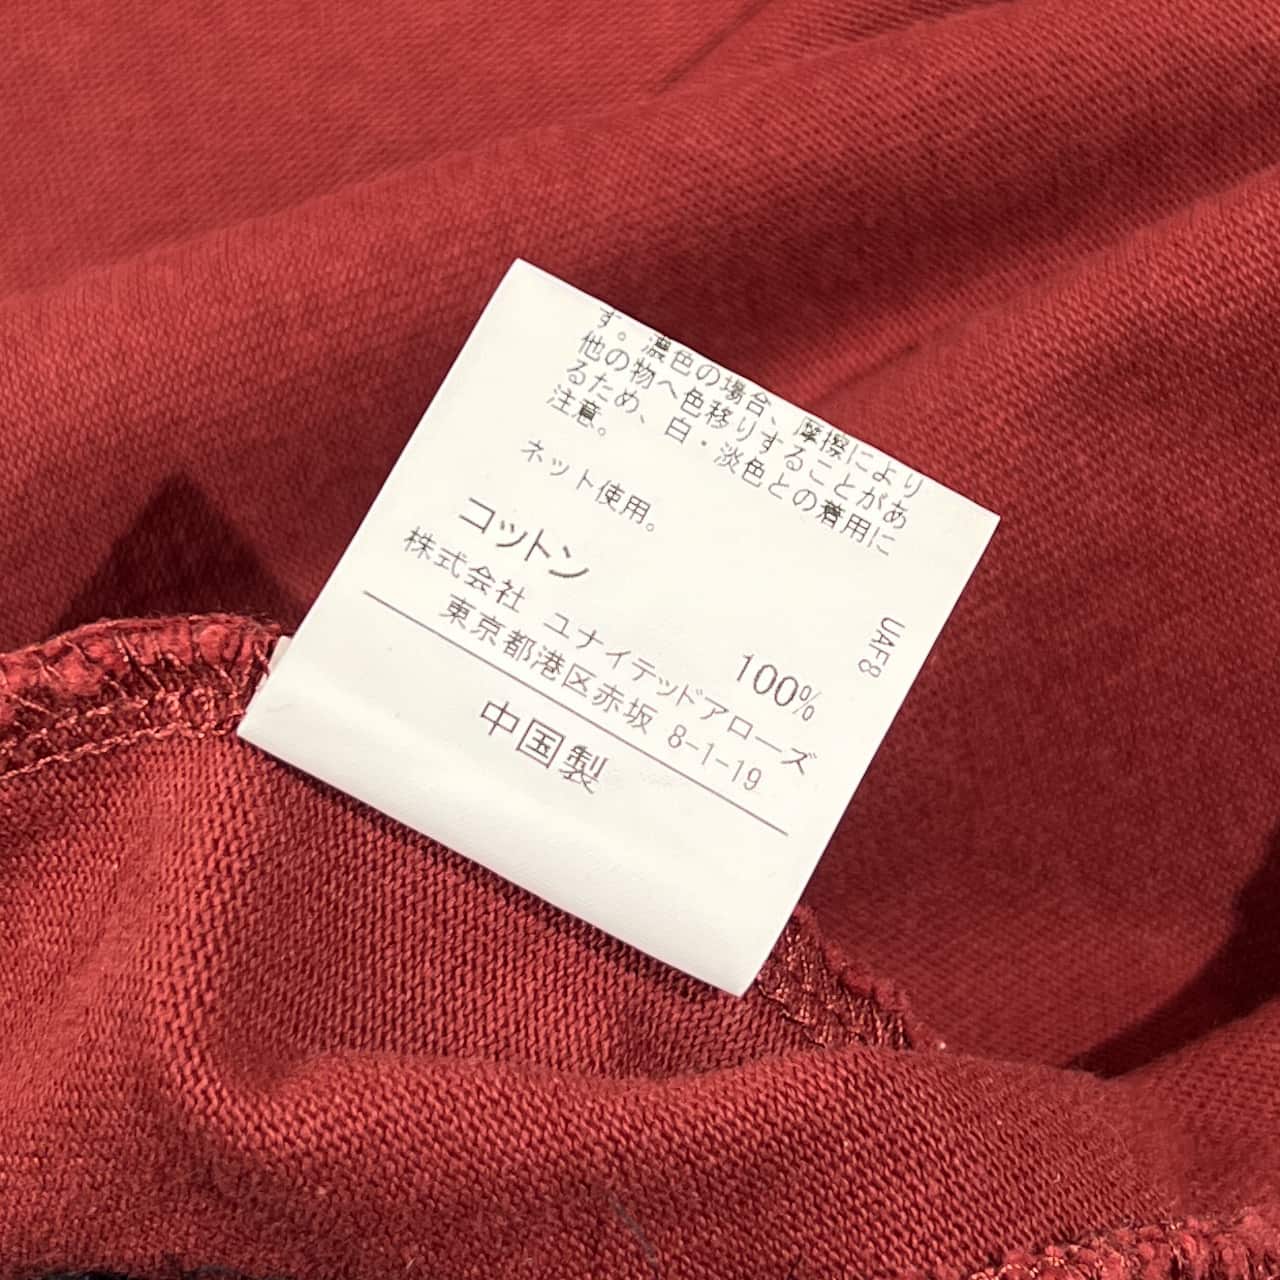 す。濃色の場合、摩擦により
他の物へ色移りすることがあ
るため、白・淡色との着用に
注意。
ネット使用。
コットン 100%
株式会社 ユナイテッドアローズ
東京都港区赤坂 8-1-19
中国製
UAF8